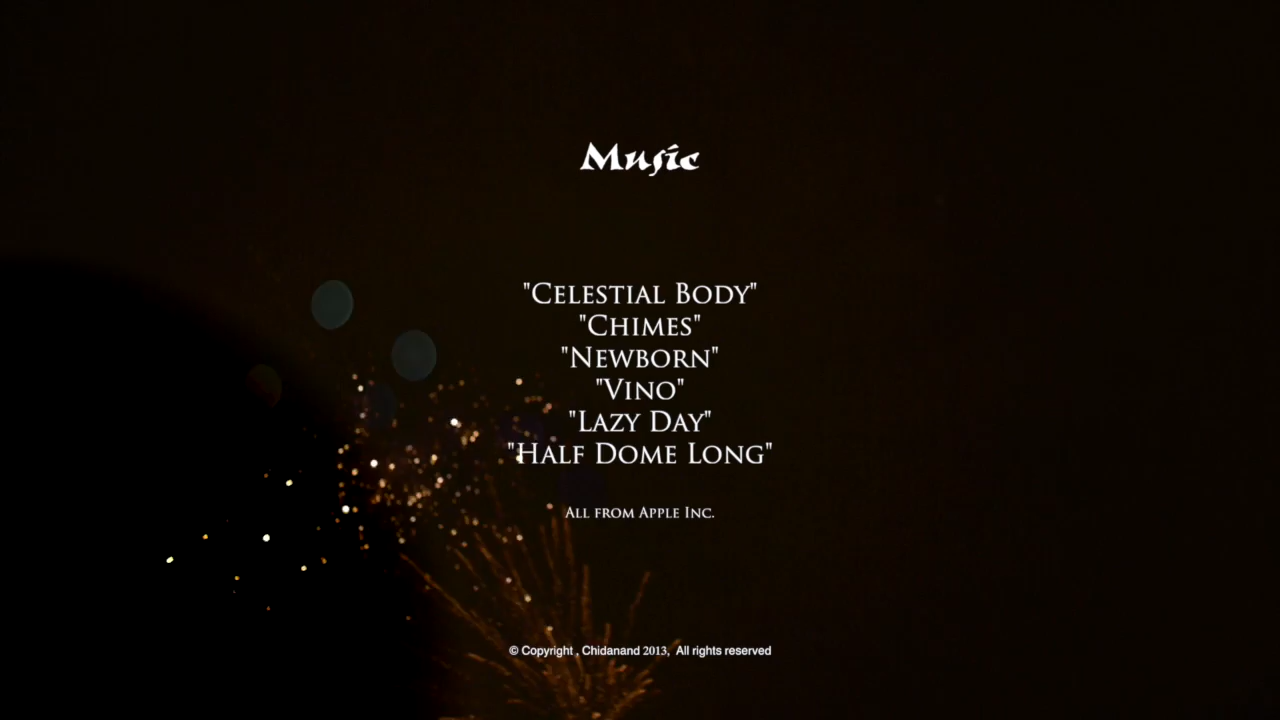 Music
"Celestial Body"
"Chimes"
"Newborn"
"Vino"
"Lazy Day"
"Half Dome Long"
All from Apple Inc.
© Copyright , Chidanand 2013, All rights reserved